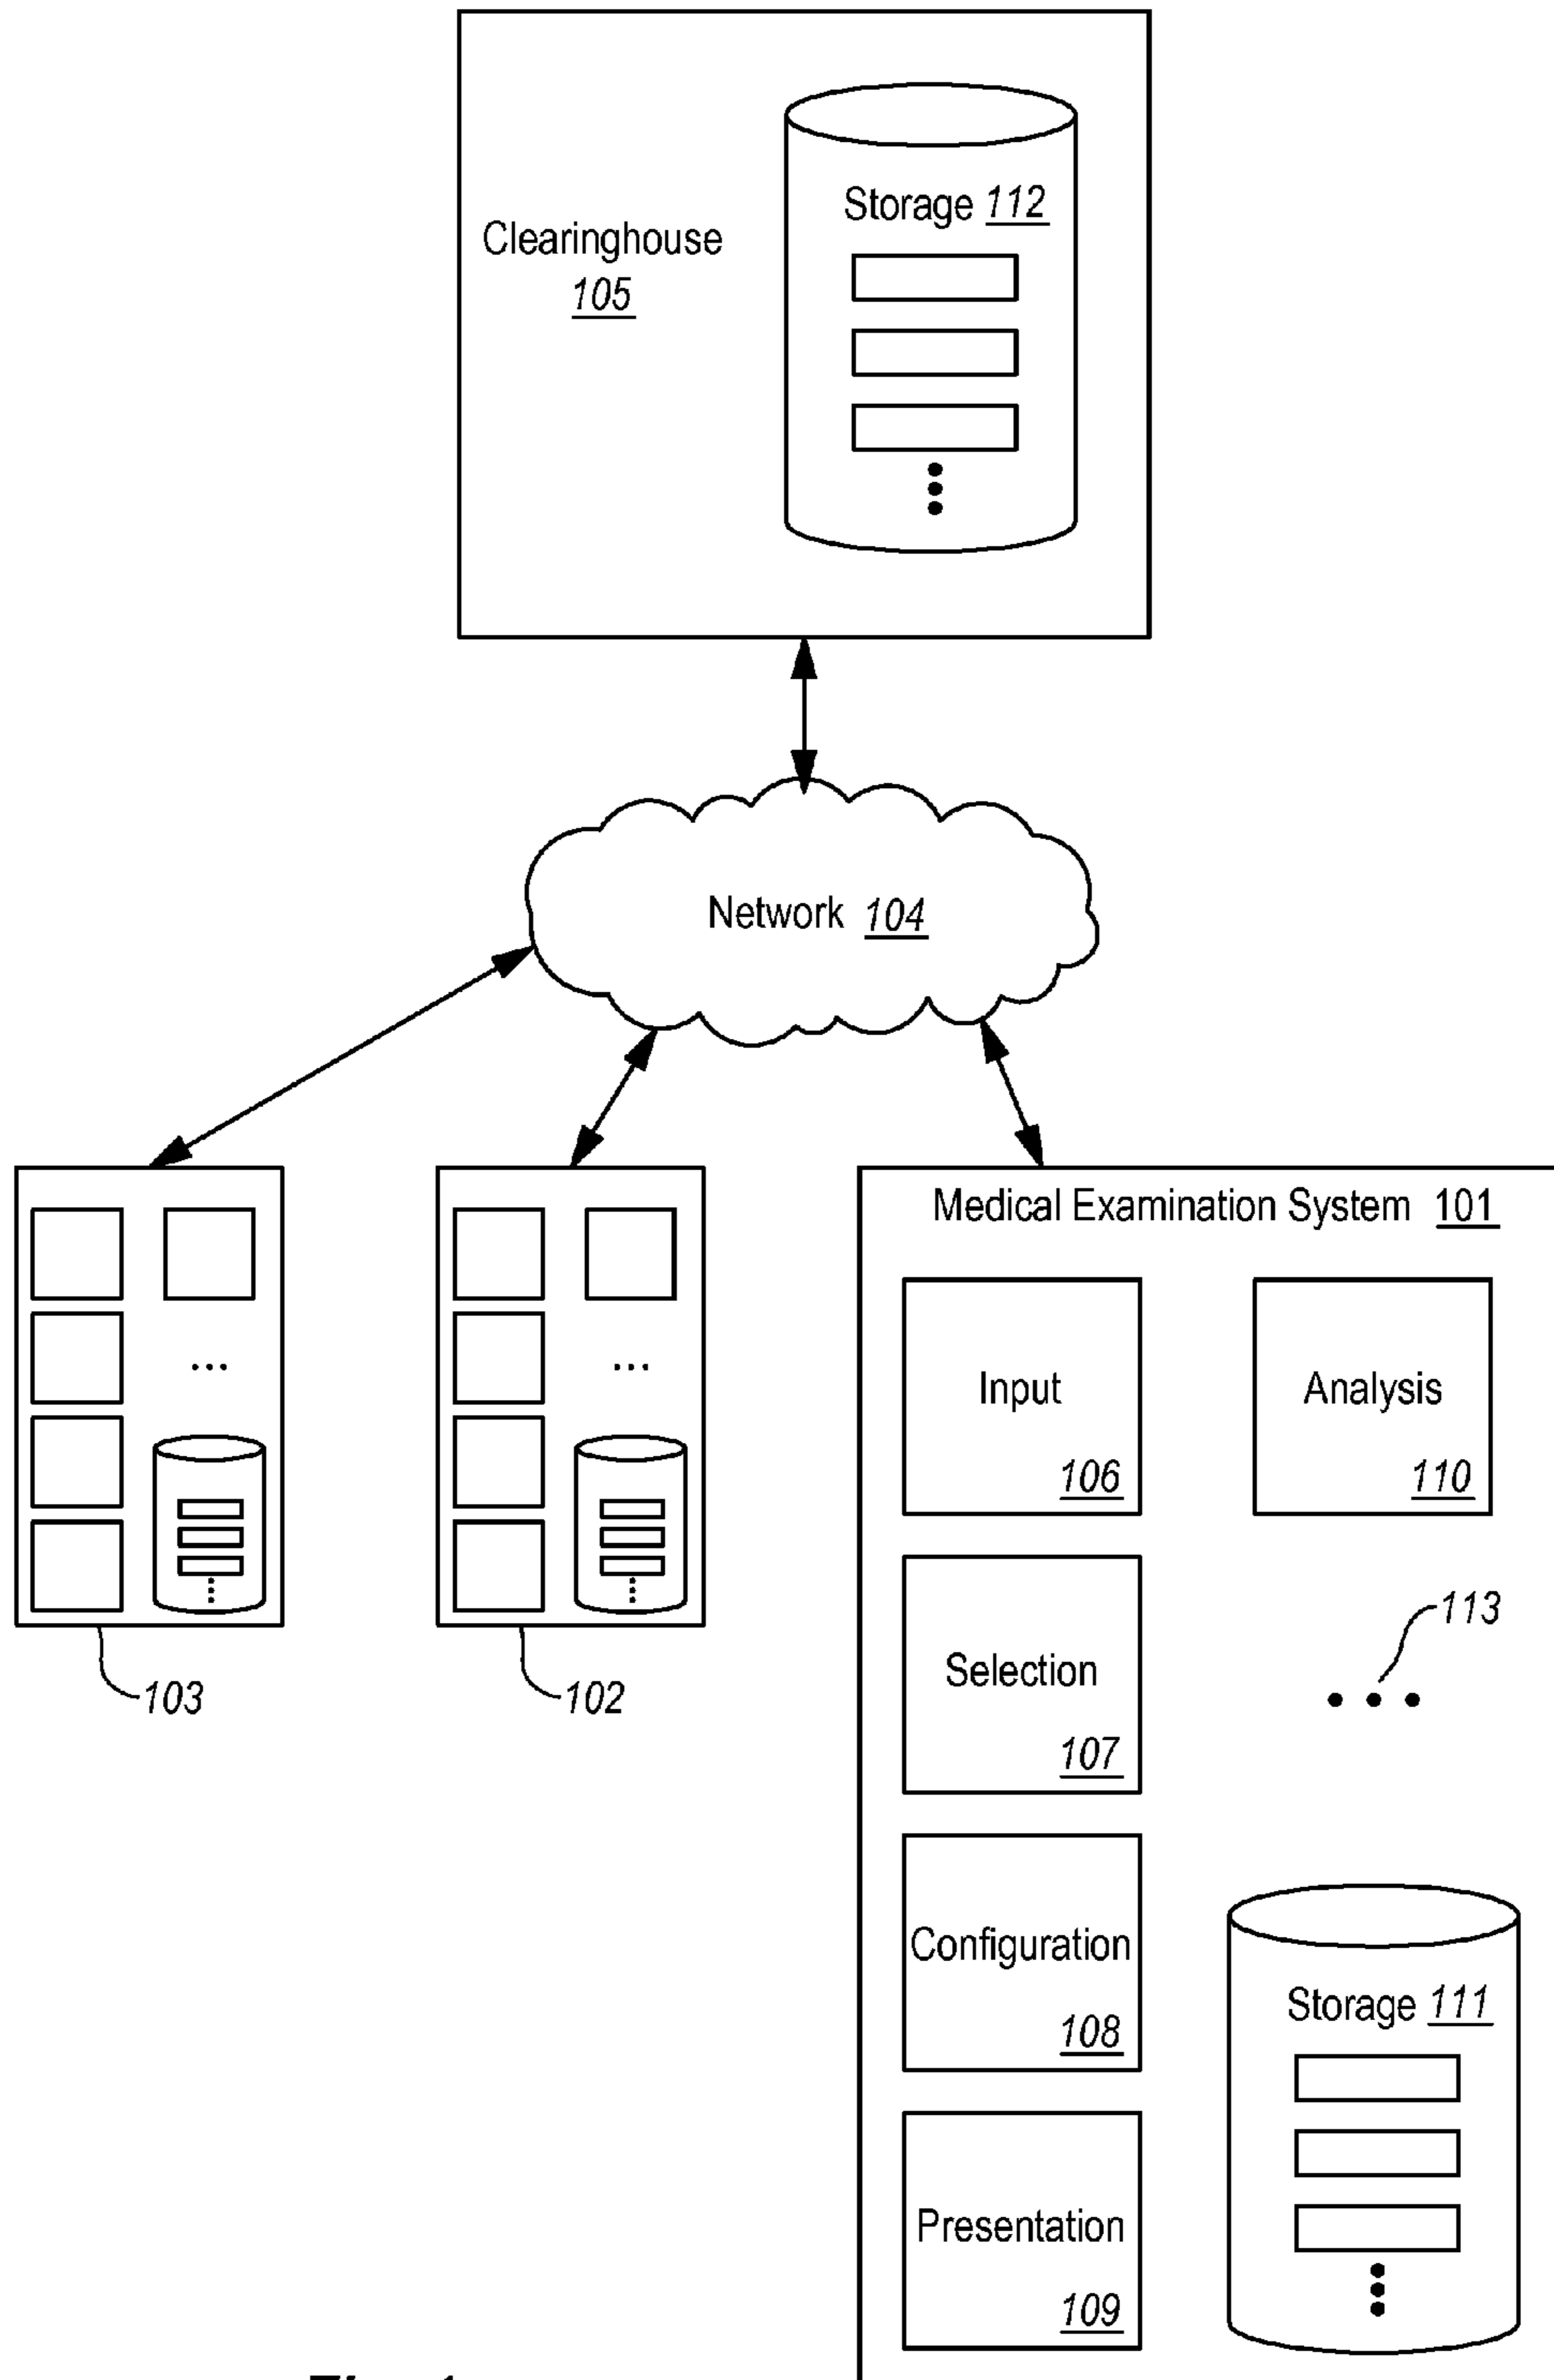 Clearinghouse
105
Storage 112
Network 104
103
102
Medical Examination System 101
Input
106
Analysis
110
Selection
107
113
Configuration
108
Storage 111
Presentation
109